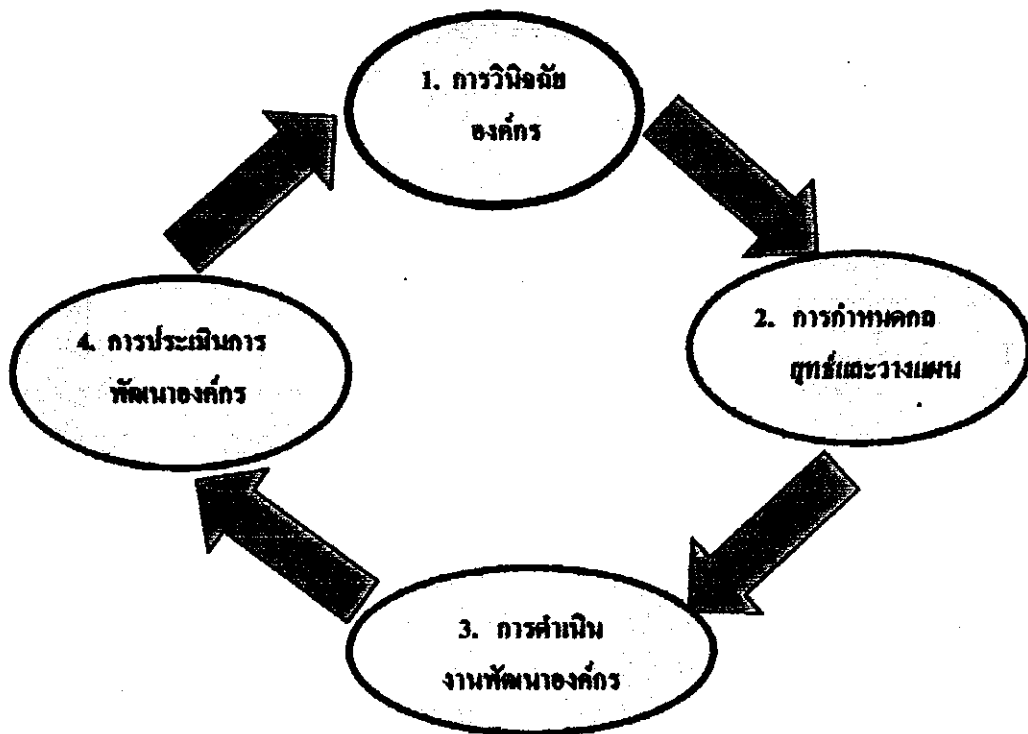 1. การวินิจฉัย
องค์กร
2. การกำหนดกล
ยุทธ์และวางแผน
3. การดำเนิน
งานพัฒนาองค์กร
4. การประเมินการ
พัฒนาองค์กร